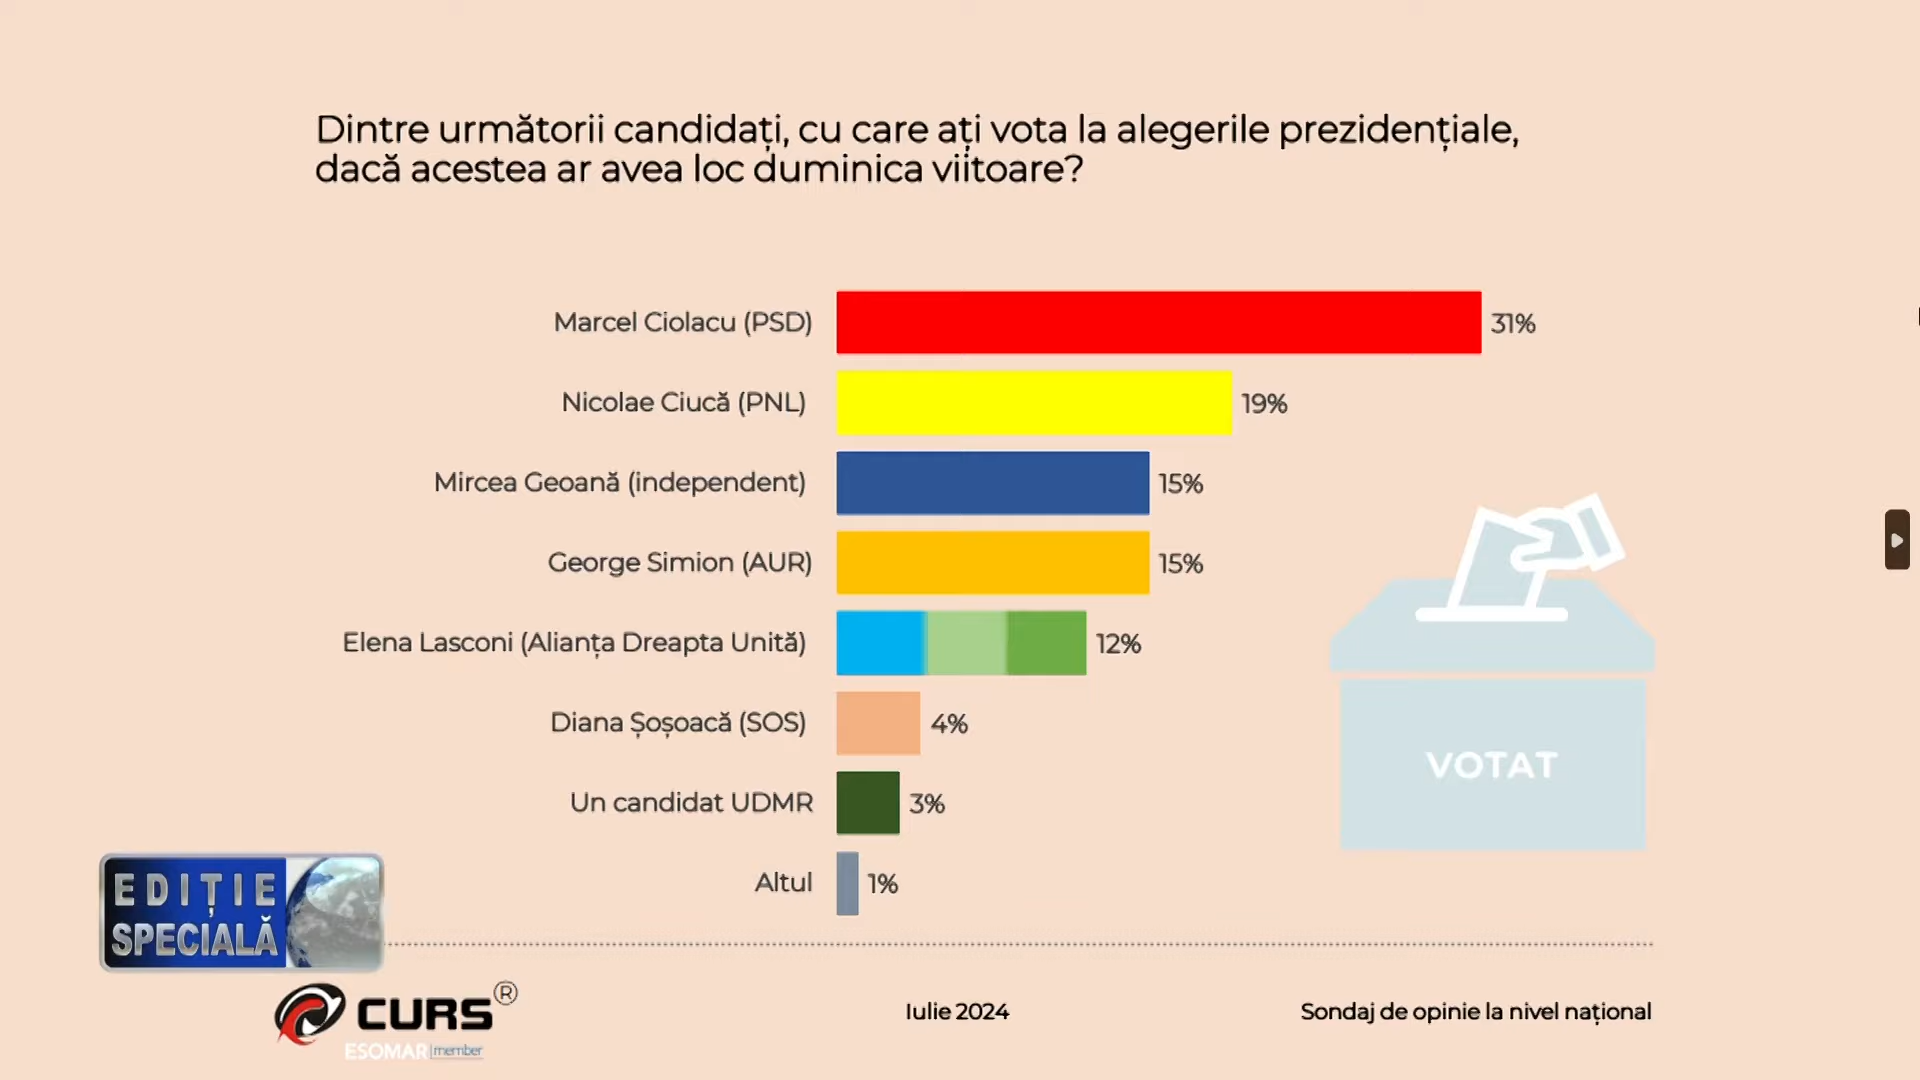 Dintre următorii candidați, cu care ați vota la alegerile prezidențiale,
dacă acestea ar avea loc duminica viitoare?
Marcel Ciolacu (PSD) 31%
Nicolae Ciucă (PNL) 19%
Mircea Geoană (independent) 15%
George Simion (AUR) 15%
Elena Lasconi (Alianța Dreapta Unită) 12%
Diana Șoșoacă (SOS) 4%
Un candidat UDMR 3%
Altul 1%
VOTAT
EDIȚIE
SPECIALĂ
CURS®
ESOMAR member
Iulie 2024
Sondaj de opinie la nivel național